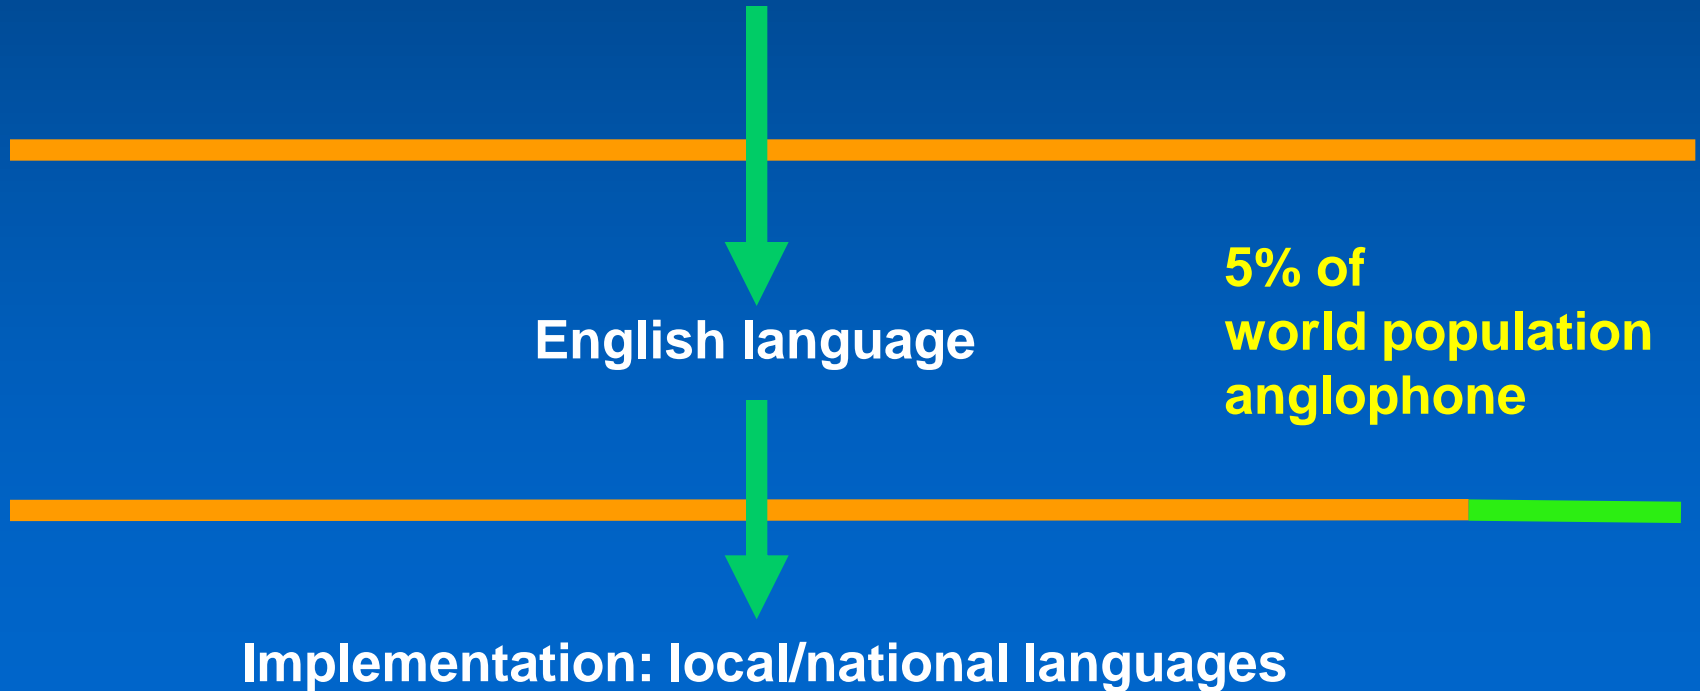 5% of
world population
anglophone
English language
Implementation: local/national languages